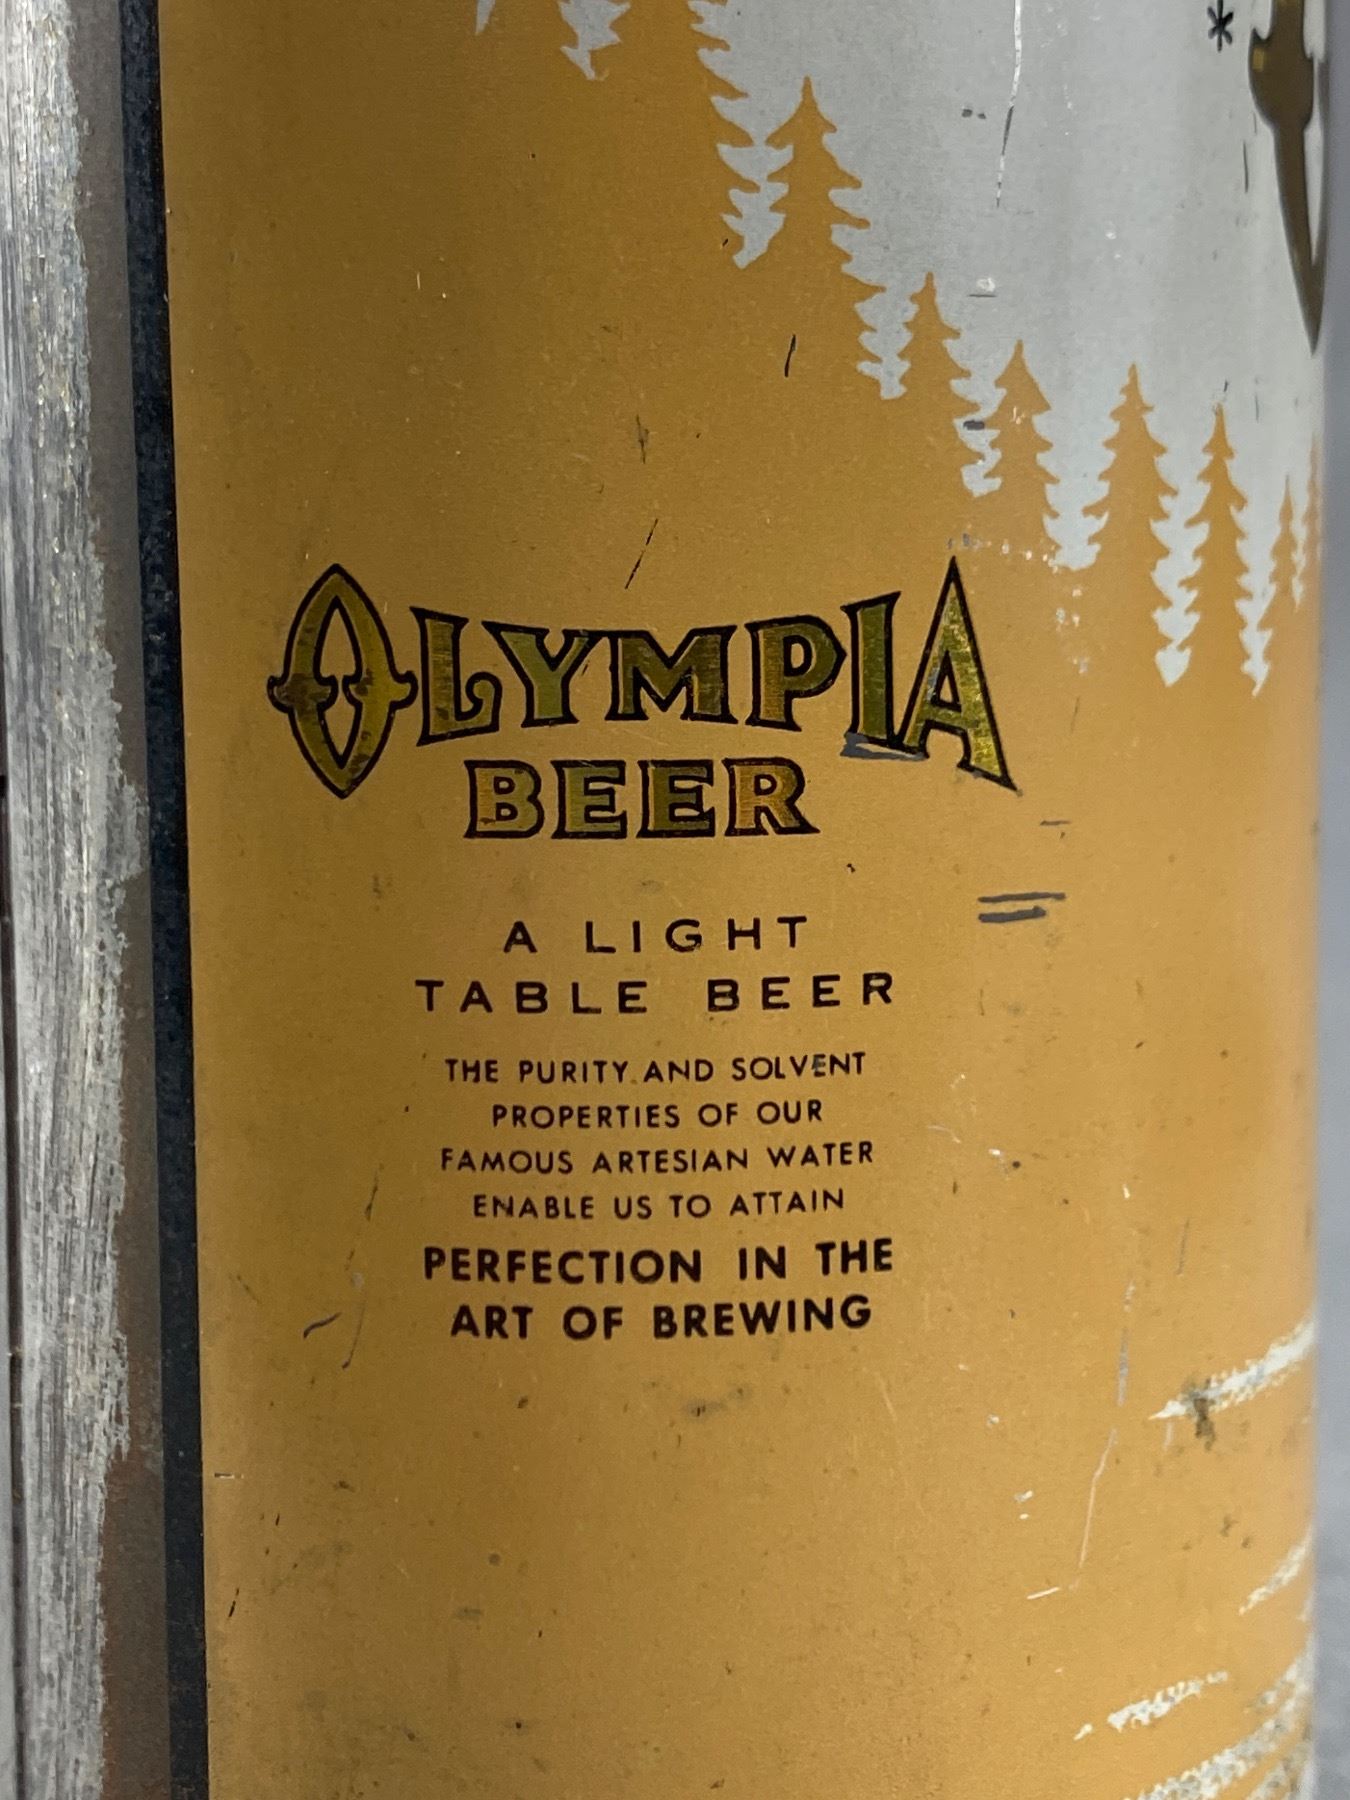 *
OLYMPIA
BEER
A LIGHT
TABLE BEER
THE PURITY AND SOLVENT
PROPERTIES OF OUR
FAMOUS ARTESIAN WATER
ENABLE US TO ATTAIN
PERFECTION IN THE
ART OF BREWING